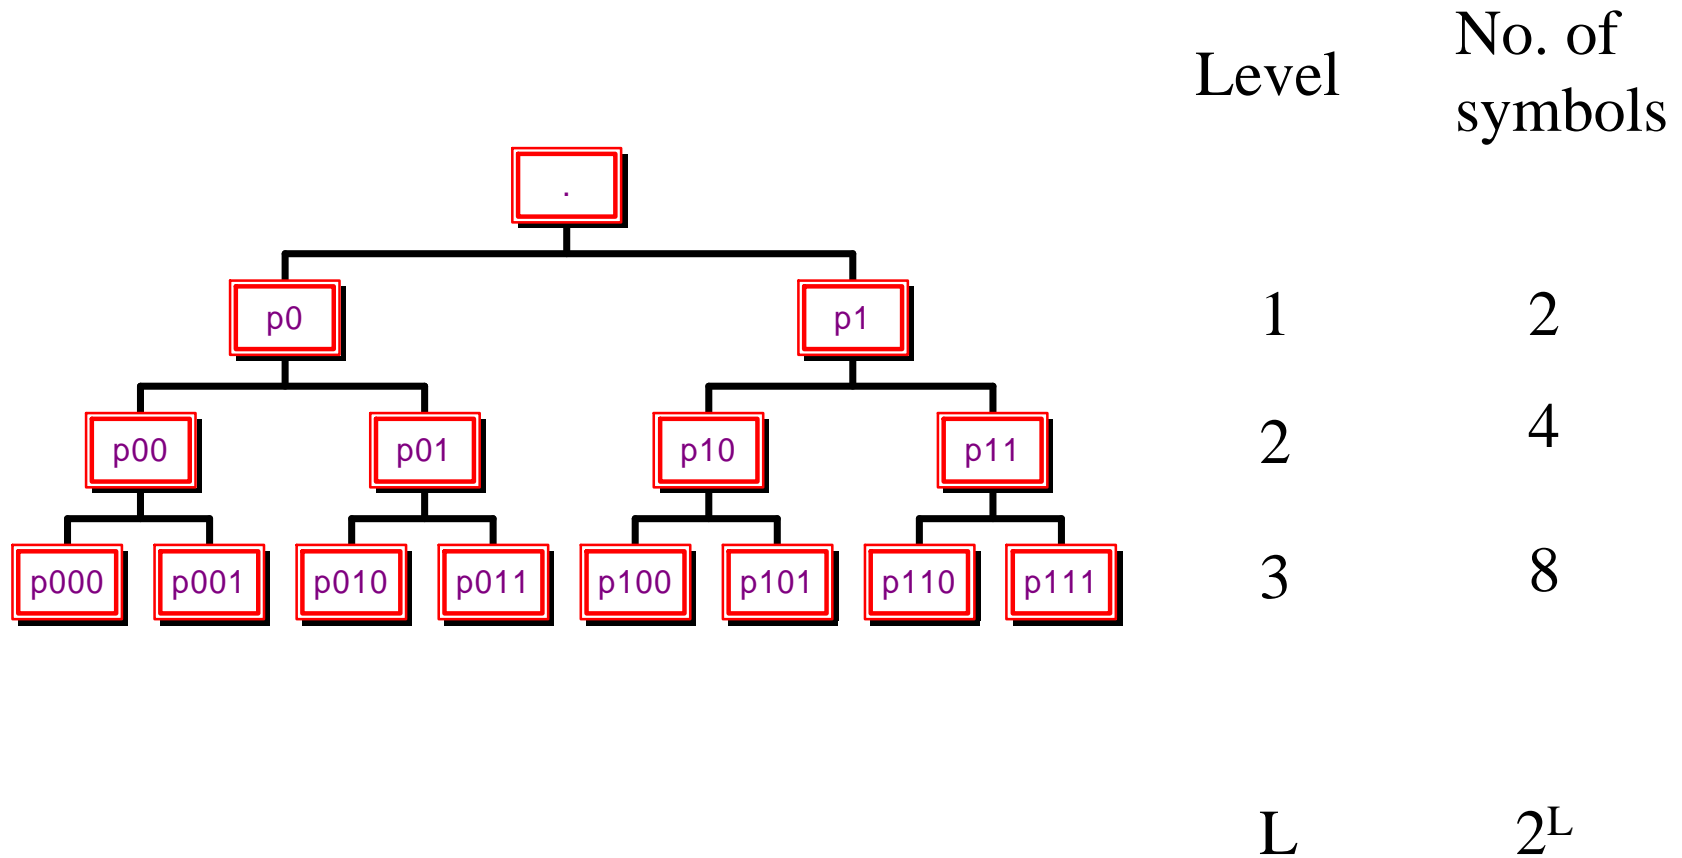 Level No. of
symbols
.
p0 p1 1 2
p00 p01 p10 p11 2 4
p000 p001 p010 p011 p100 p101 p110 p111 3 8
L 2^L